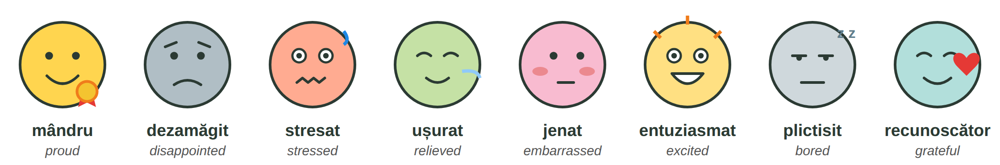 z z
mândru dezamăgit stresat ușurat jenat entuziasmat plictisit recunoscător
proud disappointed stressed relieved embarrassed excited bored grateful